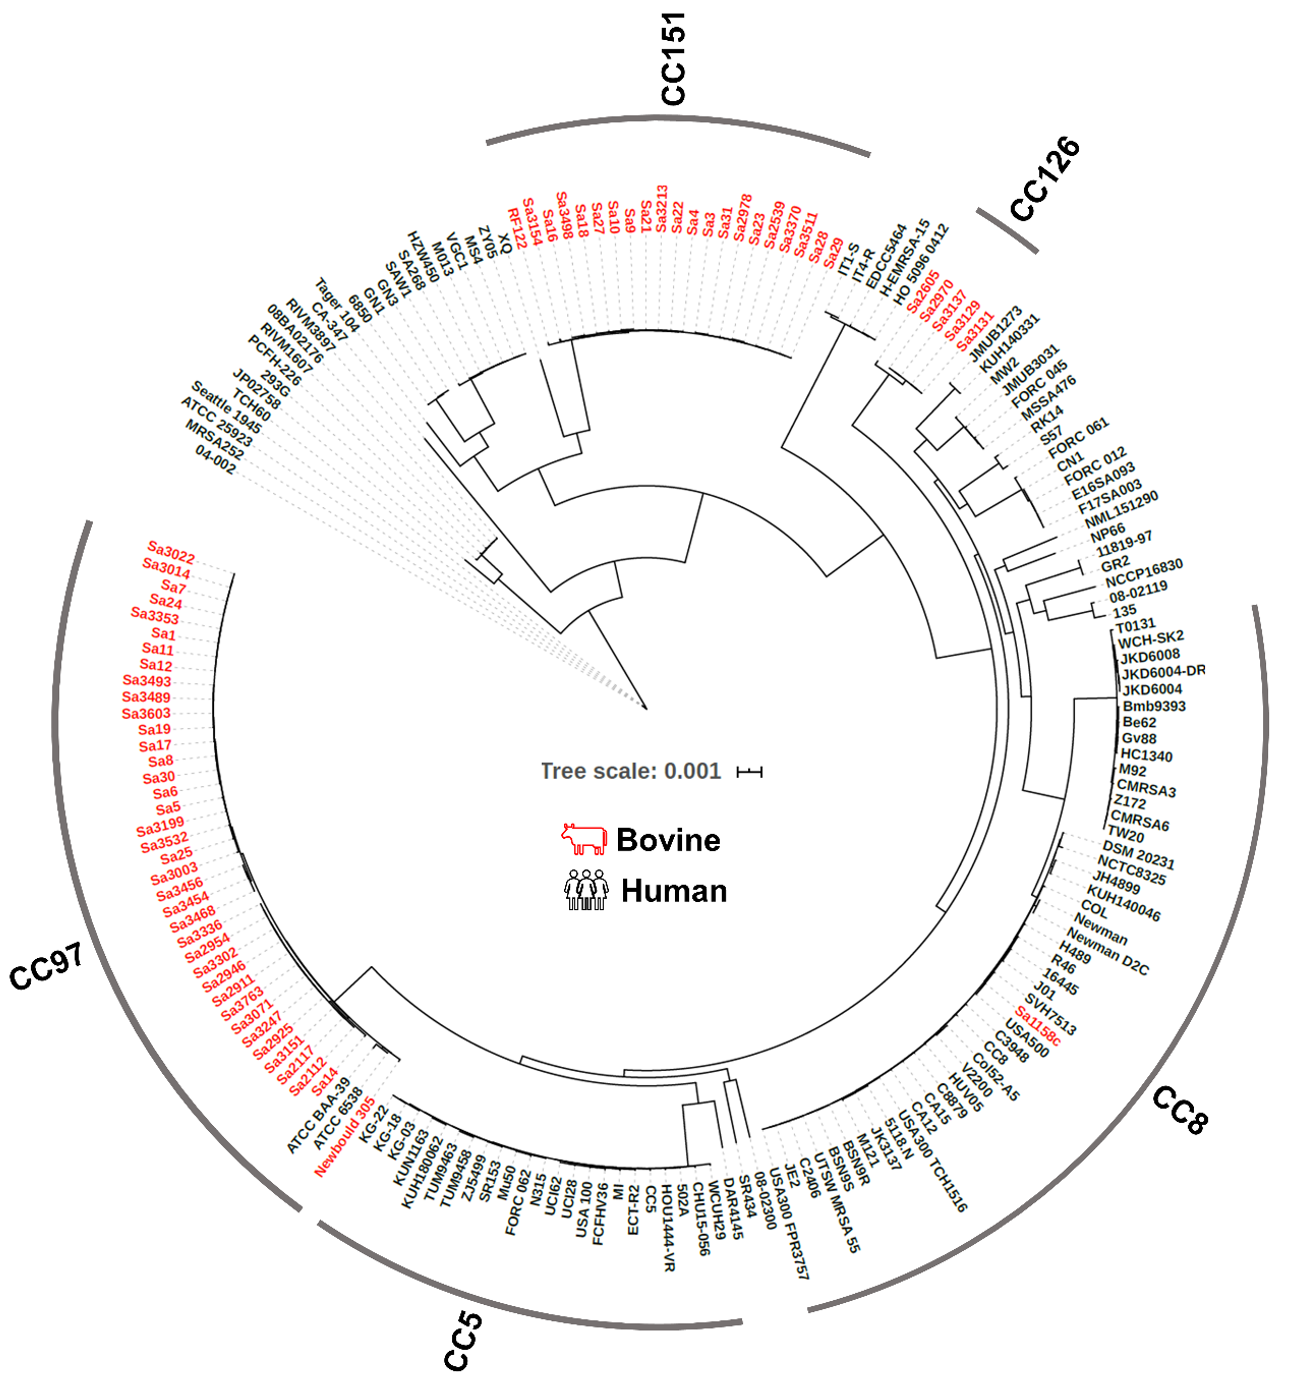 CC151
CC126
CC8
CC5
CC97
04-002
MRSA252
ATCC 25923
Seattle 1945
TCH60
JP02758
293G
PCFH-226
RIVM1607
08BA02176
RIVM3897
CA-347
Tager 104
6850
GN1
GN3
SAW1
SA268
HZW450
M013
VGC1
MS4
ZY05
XQ
RF122
Sa3154
Sa16
Sa3498
Sa18
Sa27
Sa10
Sa9
Sa21
Sa3213
Sa22
Sa4
Sa3
Sa31
Sa2978
Sa23
Sa2539
Sa3370
Sa3511
Sa28
Sa29
IT1-S
IT4-R
EDCC5464
H-EMRSA-15
HO 5096 0412
Sa2605
Sa2970
Sa3137
Sa3129
Sa3131
JMUB1273
KUH140331
MW2
JMUB3031
FORC 045
MSSA476
RK14
S57
FORC 061
CN1
FORC 012
E16SA093
F17SA003
NML151290
NP66
11819-97
GR2
NCCP16830
08-02119
135
T0131
WCH-SK2
JKD6008
JKD6004-DR
JKD6004
Bmb9393
Be62
Gv88
HC1340
M92
CMRSA3
Z172
CMRSA6
TW20
DSM 20231
NCTC8325
JH4899
KUH140046
COL
Newman
Newman D2C
H489
R46
16445
J01
SVH7513
Sa1158c
USA500
C3948
CC8
Col52-A5
V2200
HUV05
C8879
CA15
CA12
USA300 TCH1516
5118.N
JK3137
M121
BSN9R
BSN9S
UTSW MRSA 55
C2406
JE2
USA300 FPR3757
08-02300
SR434
DAR4145
WCUH29
CHU15-056
502A
HOU1444-VR
CC5
ECT-R2
MI
FCFHV36
USA 100
UCI28
UCI62
N315
FORC 062
Mu50
SR153
ZJ5499
TUM9458
TUM9463
KUH180062
KUN1163
KG-03
KG-18
KG-22
Newbould 305
ATCC 6538
ATCC BAA-39
Sa14
Sa2112
Sa2117
Sa3151
Sa2925
Sa3247
Sa3071
Sa3763
Sa2911
Sa2946
Sa3302
Sa2954
Sa3336
Sa3468
Sa3454
Sa3456
Sa3003
Sa25
Sa3532
Sa3199
Sa5
Sa6
Sa30
Sa8
Sa17
Sa19
Sa3603
Sa3489
Sa3493
Sa12
Sa11
Sa1
Sa3353
Sa24
Sa7
Sa3014
Sa3022
Tree scale: 0.001
Bovine
Human